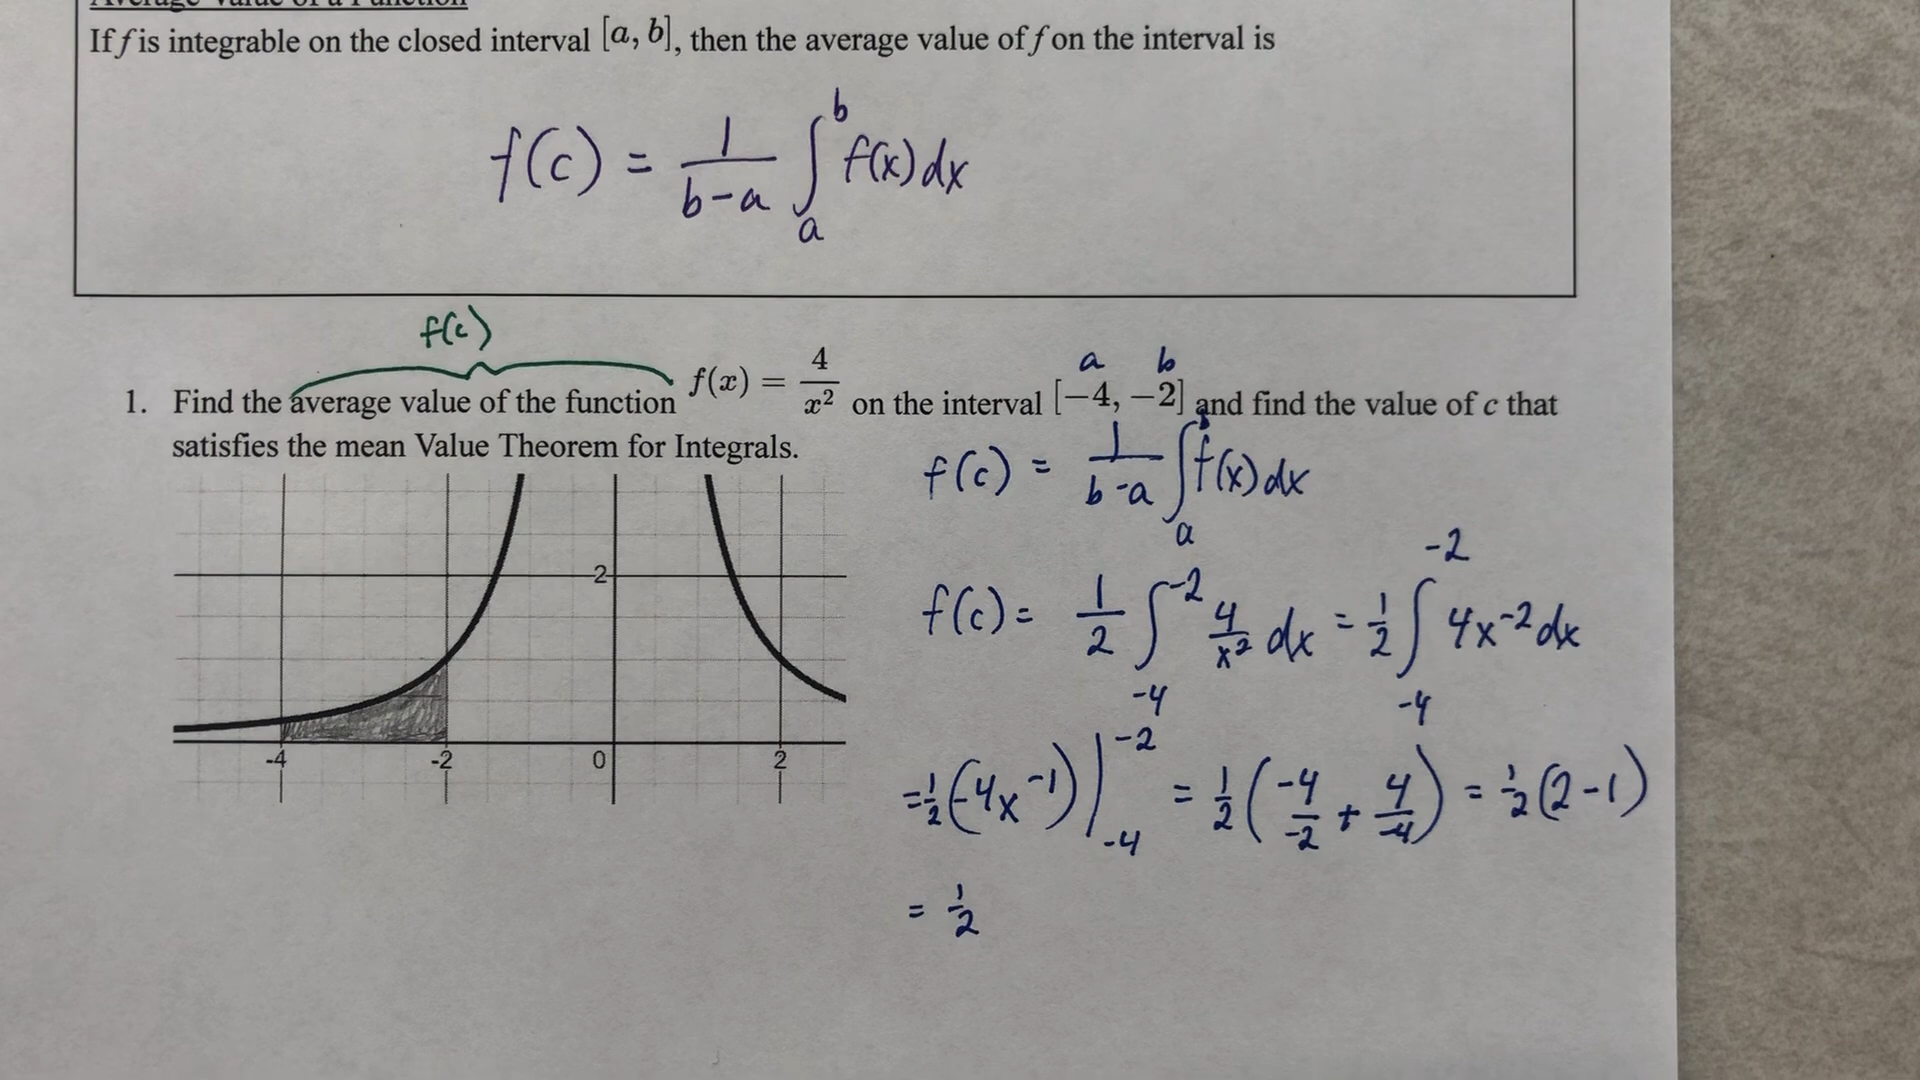 Average Value of a Function
If f is integrable on the closed interval [a, b], then the average value of f on the interval is
f(c) = 1/(b-a) ∫_a^b f(x) dx
f(c)
a b
1. Find the average value of the function f(x) = 4/x² on the interval [−4, −2] and find the value of c that
satisfies the mean Value Theorem for Integrals.
f(c) = 1/(b-a) ∫_a^b f(x) dx
2
-4 -2 0 2
f(c) = 1/2 ∫_-4^-2 4/x² dx = 1/2 ∫_-4^-2 4x⁻² dx
= 1/2 (-4x⁻¹) |_-4^-2 = 1/2 (-4/-2 + 4/-4) = 1/2 (2-1)
= 1/2